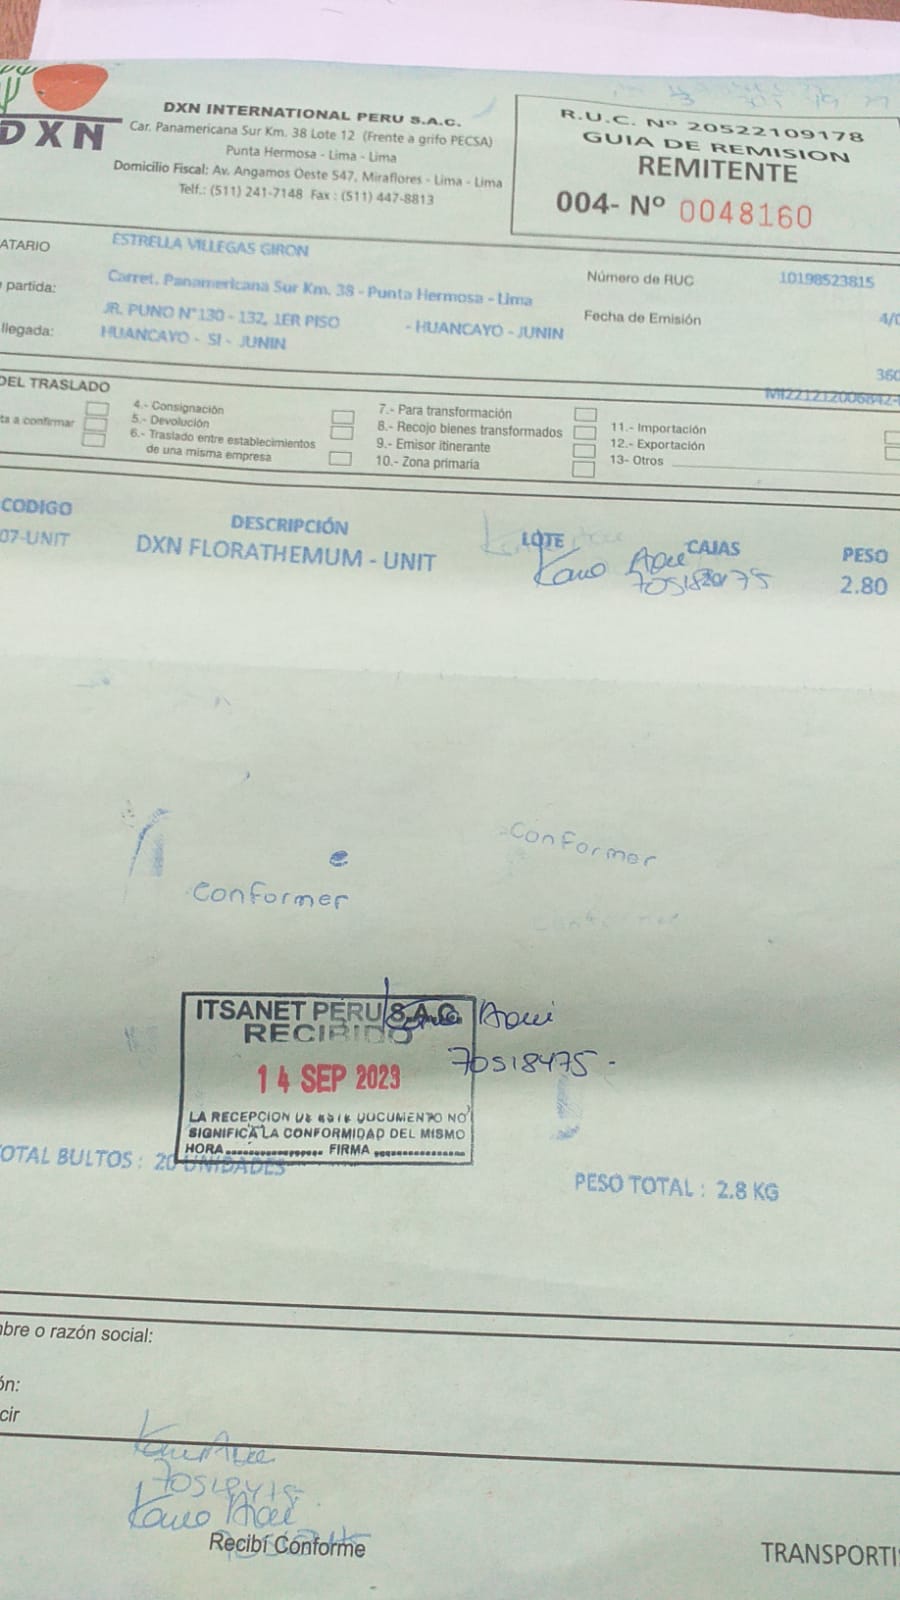 DXN
DXN INTERNATIONAL PERU S.A.C.
Car. Panamericana Sur Km. 38 Lote 12 (Frente a grifo PECSA)
Punta Hermosa - Lima - Lima
Domicilio Fiscal: Av. Angamos Oeste 547, Miraflores - Lima - Lima
Telf.: (511) 241-7148 Fax : (511) 447-8813
R.U.C. Nº 20522109178
GUIA DE REMISION
REMITENTE
004- Nº 0048160
ATARIO ESTRELLA VILLEGAS GIRON
Número de RUC 10198523815
partida: Carret. Panamericana Sur Km. 38 - Punta Hermosa - Lima
Fecha de Emisión 4/0
llegada: JR. PUNO N°130 - 132, 1ER PISO - HUANCAYO - JUNIN
HUANCAYO - SI - JUNIN
360
MI221212006842-
DEL TRASLADO
ta a confirmar
4.- Consignación
5.- Devolución
6.- Traslado entre establecimientos
de una misma empresa
7.- Para transformación
8.- Recojo bienes transformados
9.- Emisor itinerante
10.- Zona primaria
11.- Importación
12.- Exportación
13- Otros
CODIGO DESCRIPCIÓN LOTE CAJAS PESO
07-UNIT DXN FLORATHEMUM - UNIT 2.80
Conformer
Conformer
ITSANET PERU S.A.C.
RECIBIDO
14 SEP 2023
70518475 -
LA RECEPCION DE ESTE DOCUMENTO NO
SIGNIFICA LA CONFORMIDAD DEL MISMO
HORA FIRMA
OTAL BULTOS : 20 UNIDADES
PESO TOTAL : 2.8 KG
bre o razón social:
ón:
cir
Recibí Conforme
TRANSPORTIS